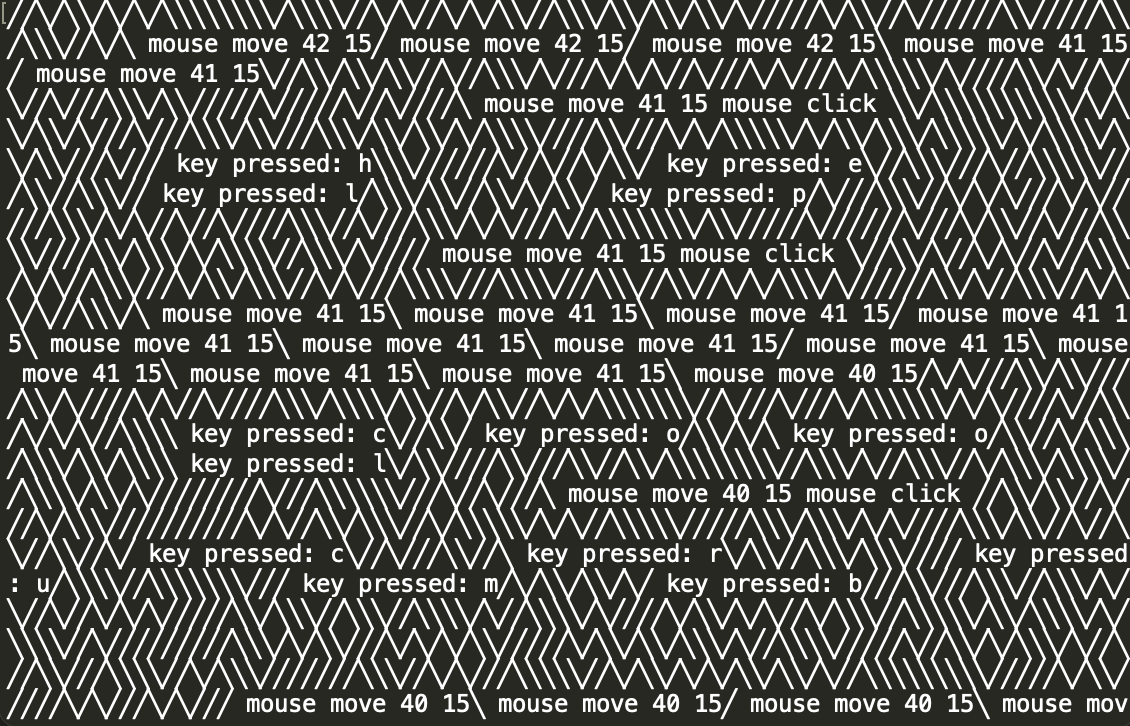 mouse move 42 15/ mouse move 42 15/ mouse move 42 15\ mouse move 41 15
/ mouse move 41 15
mouse move 41 15 mouse click
key pressed: h key pressed: e
key pressed: l key pressed: p
mouse move 41 15 mouse click
mouse move 41 15\ mouse move 41 15\ mouse move 41 15/ mouse move 41 1
5\ mouse move 41 15\ mouse move 41 15\ mouse move 41 15/ mouse move 41 15\ mouse
move 41 15\ mouse move 41 15\ mouse move 41 15\ mouse move 40 15
key pressed: c key pressed: o key pressed: o
key pressed: l
mouse move 40 15 mouse click
key pressed: c key pressed: r key pressed
: u key pressed: m key pressed: b
mouse move 40 15\ mouse move 40 15/ mouse move 40 15\ mouse mov